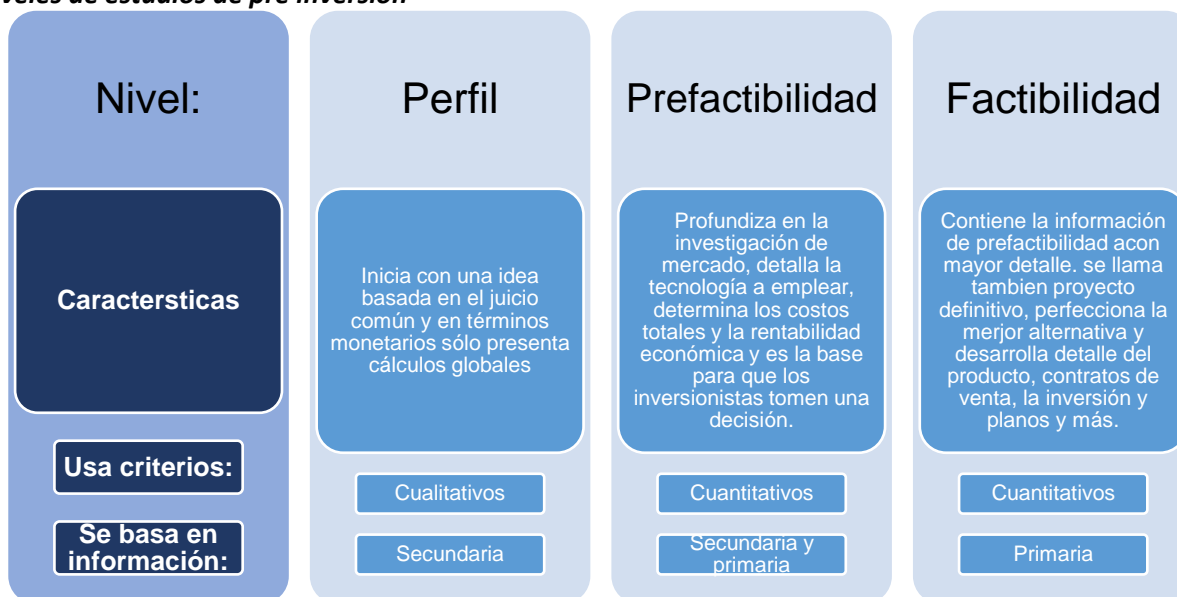 veles de estudios de pre inversión
Nivel:
Caractersticas
Usa criterios:
Se basa en
información:
Perfil
Inicia con una idea
basada en el juicio
común y en términos
monetarios sólo presenta
cálculos globales
Cualitativos
Secundaria
Prefactibilidad
Profundiza en la
investigación de
mercado, detalla la
tecnología a emplear,
determina los costos
totales y la rentabilidad
económica y es la base
para que los
inversionistas tomen una
decisión.
Cuantitativos
Secundaria y
primaria
Factibilidad
Contiene la información
de prefactibilidad acon
mayor detalle. se llama
tambien proyecto
definitivo, perfecciona la
merjor alternativa y
desarrolla detalle del
producto, contratos de
venta, la inversión y
planos y más.
Cuantitativos
Primaria